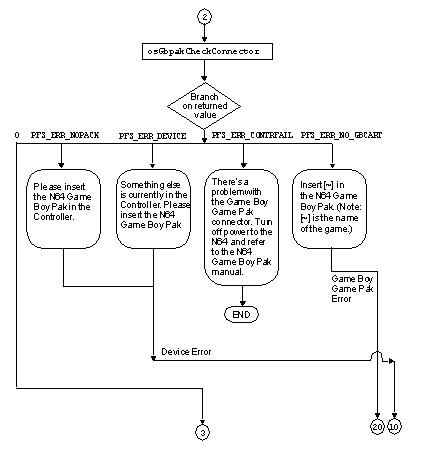 2
osGbpakCheckConnector
Branch
on returned
value
0 PFS_ERR_NOPACK PFS_ERR_DEVICE PFS_ERR_CONTRFAIL PFS_ERR_NO_GBCART
Please insert
the N64 Game
Boy Pak in the
Controller.
Something else
is currently in the
Controller. Please
insert the N64
Game Boy Pak
There's a
problem with
the Game Boy
Game Pak
connector. Turn
off power to the
N64 and refer
to the N64
Game Boy Pak
manual.
Insert [~] in
the N64 Game
Boy Pak. (Note:
[~] is the name
of the game.)
Game Boy
Game Pak
Error
END
Device Error
3
20
10